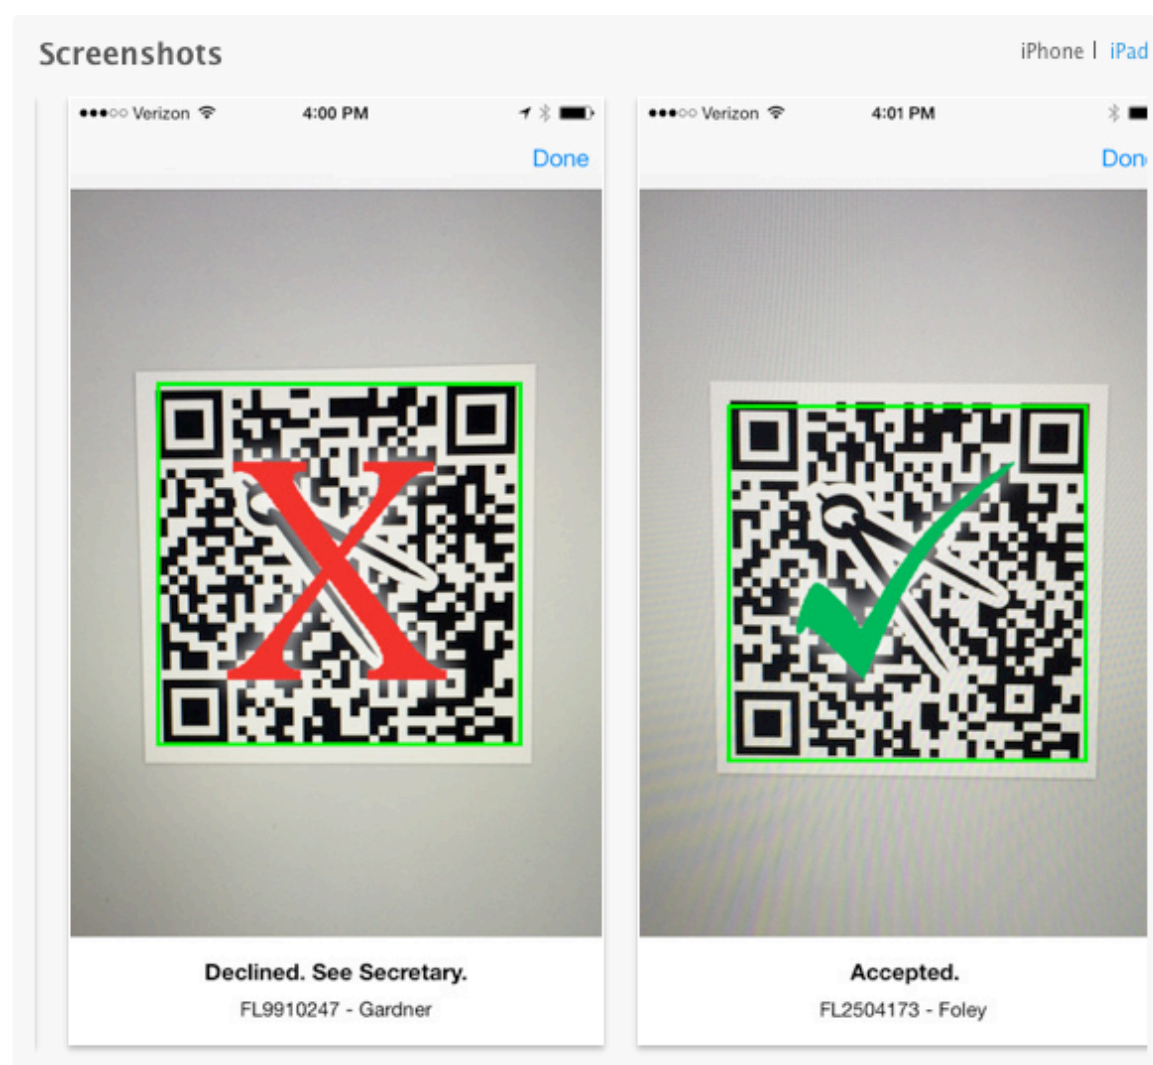 Screenshots
iPhone | iPad
●●●○○ Verizon 4:00 PM
Done
Declined. See Secretary.
FL9910247 - Gardner
●●●○○ Verizon 4:01 PM
Don
Accepted.
FL2504173 - Foley